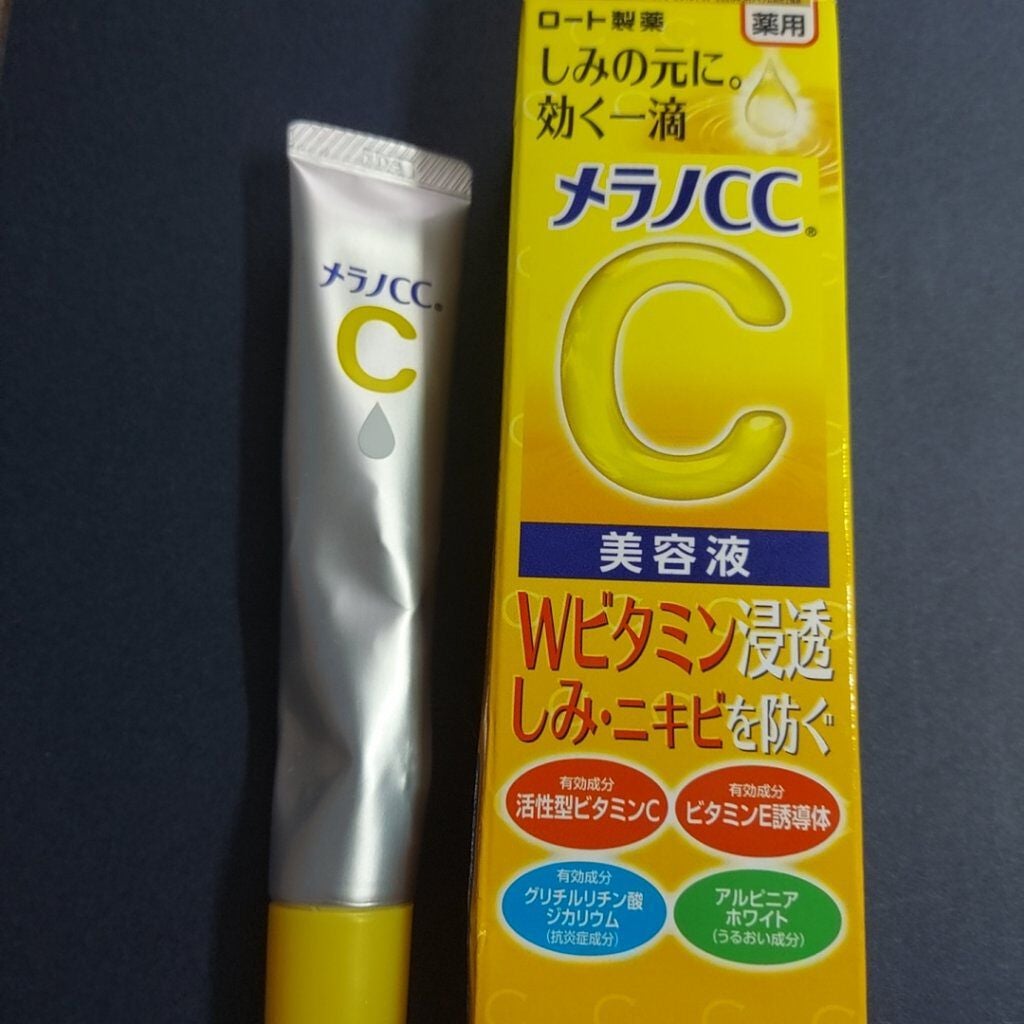 メラノCC®
C
ロート製薬
薬用
しみの元に。
効く一滴
メラノCC®
C
美容液
Wビタミン浸透
しみ・ニキビを防ぐ
有効成分
活性型ビタミンC
有効成分
ビタミンE誘導体
有効成分
グリチルリチン酸
ジカリウム
(抗炎症成分)
アルピニア
ホワイト
(うるおい成分)